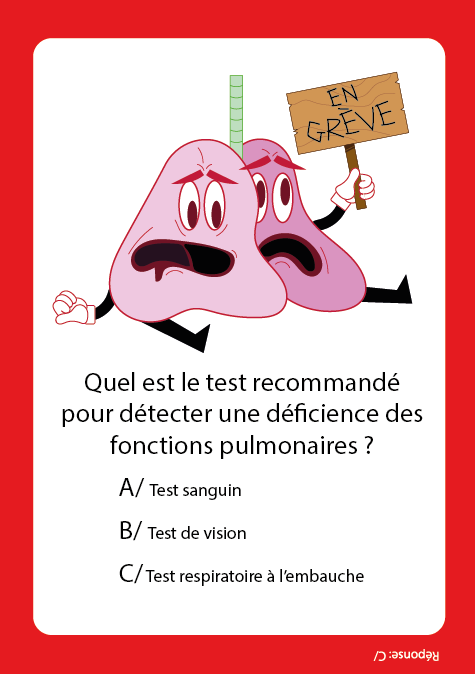 EN
GRÈVE
Quel est le test recommandé
pour détecter une déficience des
fonctions pulmonaires ?
A/ Test sanguin
B/ Test de vision
C/ Test respiratoire à l’embauche
Réponse: C/